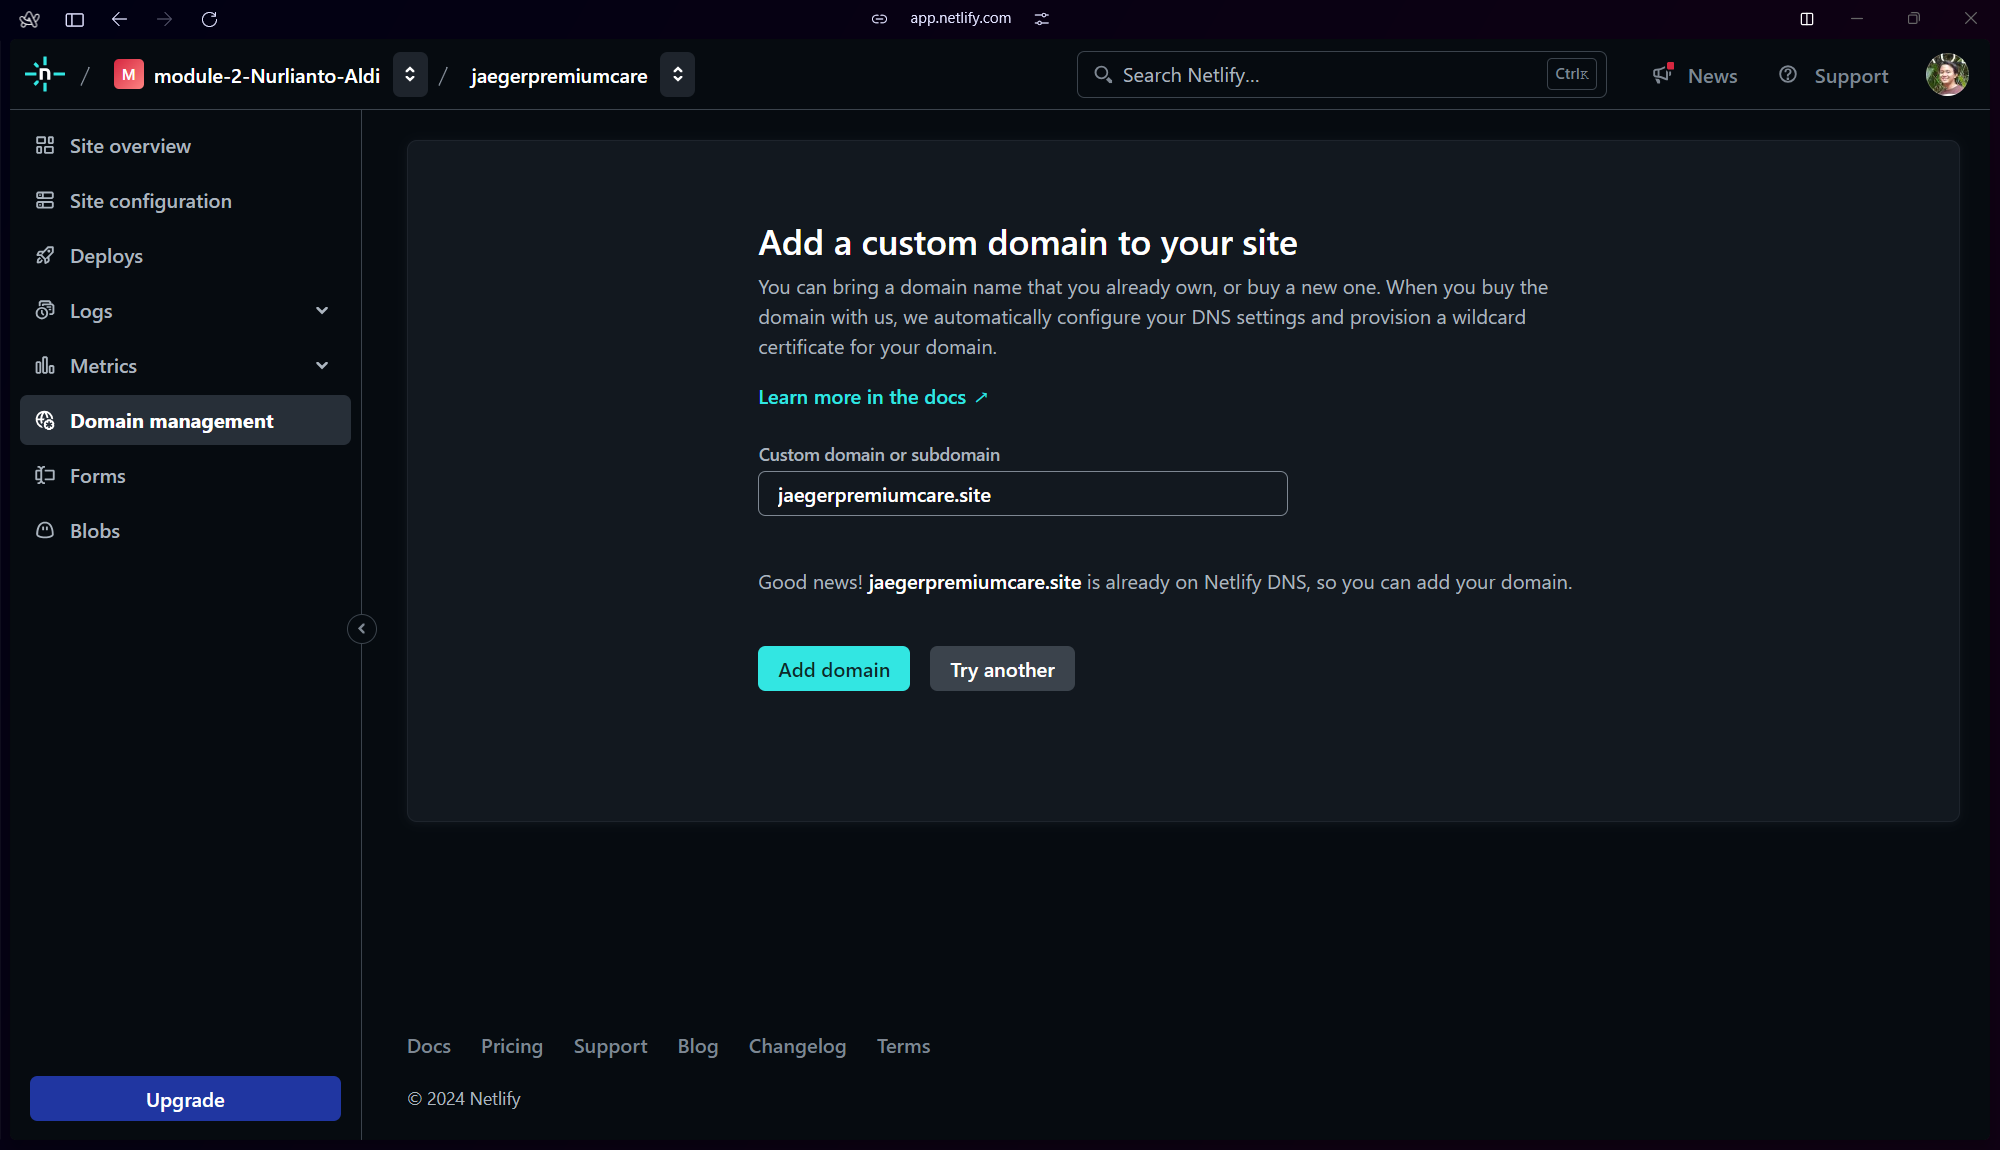 app.netlify.com
n / M module-2-Nurlianto-Aldi / jaegerpremiumcare
Search Netlify... Ctrl K
News
Support
Site overview
Site configuration
Deploys
Logs
Metrics
Domain management
Forms
Blobs
Upgrade
Add a custom domain to your site
You can bring a domain name that you already own, or buy a new one. When you buy the
domain with us, we automatically configure your DNS settings and provision a wildcard
certificate for your domain.
Learn more in the docs ↗
Custom domain or subdomain
jaegerpremiumcare.site
Good news! jaegerpremiumcare.site is already on Netlify DNS, so you can add your domain.
Add domain Try another
Docs Pricing Support Blog Changelog Terms
© 2024 Netlify